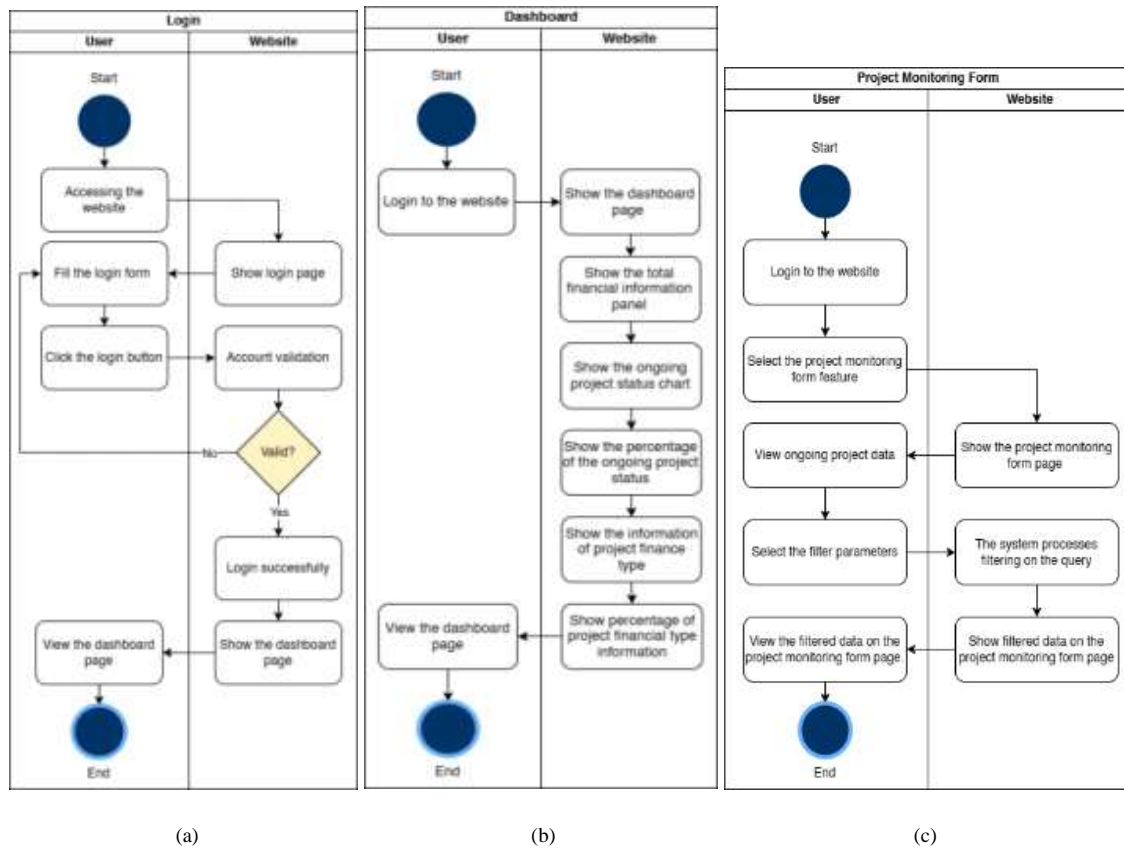 Login
User
Website
Start
Accessing the
website
Fill the login form
Show login page
Click the login button
Account validation
Valid?
No
Yes
Login successfully
View the dashboard
page
Show the dashboard
page
End
Dashboard
User
Website
Start
Login to the website
Show the dashboard
page
Show the total
financial information
panel
Show the ongoing
project status chart
Show the percentage
of the ongoing project
status
Show the information
of project finance
type
View the dashboard
page
Show percentage of
project financial type
information
End
Project Monitoring Form
User
Website
Start
Login to the website
Select the project monitoring
form feature
View ongoing project data
Show the project monitoring
form page
Select the filter parameters
The system processes
filtering on the query
View the filtered data on the
project monitoring form page
Show filtered data on the
project monitoring form page
End
(a)
(b)
(c)